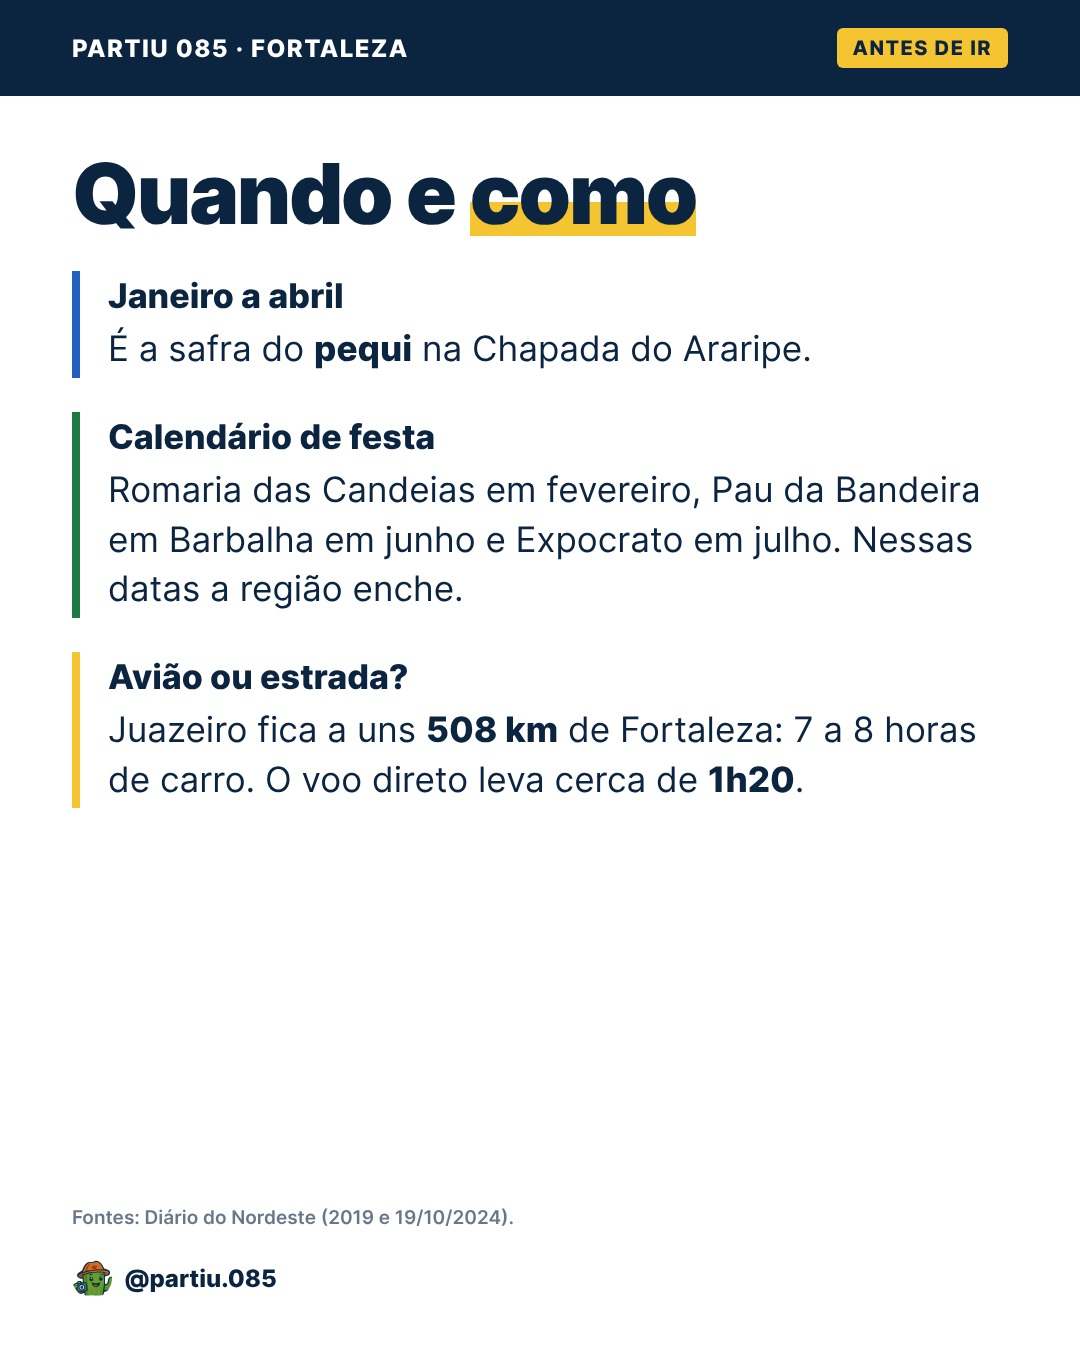 PARTIU 085 · FORTALEZA
ANTES DE IR
Quando e como
Janeiro a abril
É a safra do pequi na Chapada do Araripe.
Calendário de festa
Romaria das Candeias em fevereiro, Pau da Bandeira
em Barbalha em junho e Expocrato em julho. Nessas
datas a região enche.
Avião ou estrada?
Juazeiro fica a uns 508 km de Fortaleza: 7 a 8 horas
de carro. O voo direto leva cerca de 1h20.
Fontes: Diário do Nordeste (2019 e 19/10/2024).
@partiu.085